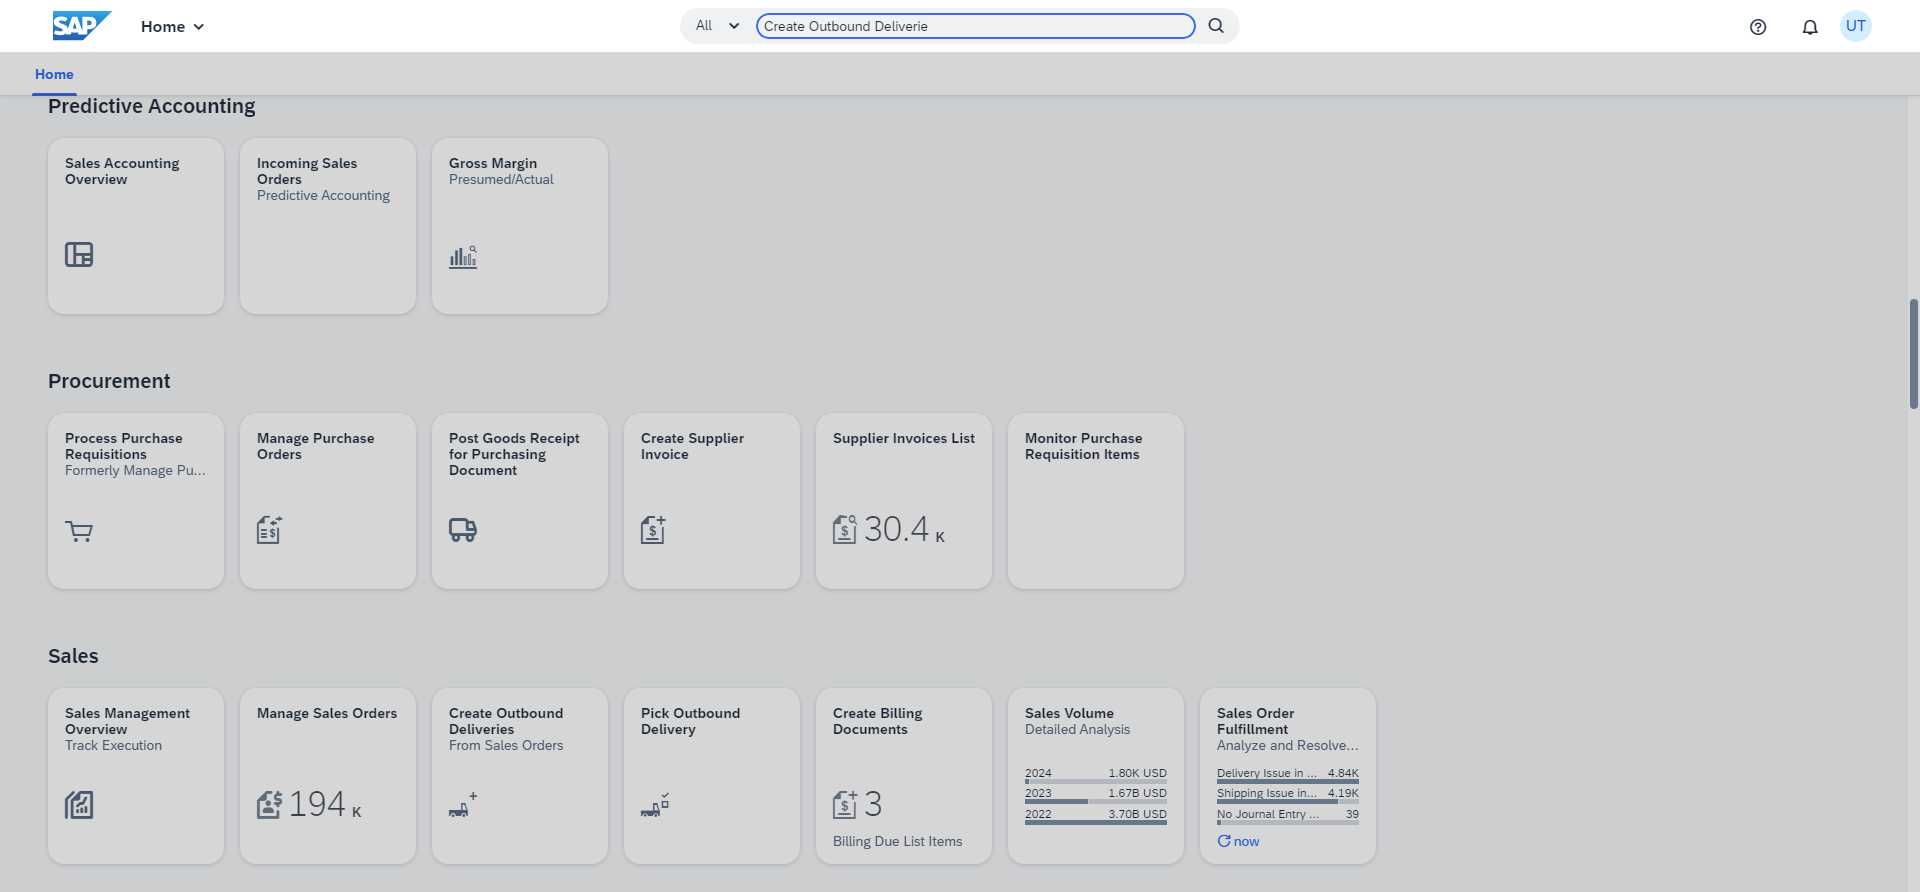 SAP
Home
All
Create Outbound Deliverie
UT
Home
Predictive Accounting
Sales Accounting
Overview
Incoming Sales
Orders
Predictive Accounting
Gross Margin
Presumed/Actual
Procurement
Process Purchase
Requisitions
Formerly Manage Pu...
Manage Purchase
Orders
Post Goods Receipt
for Purchasing
Document
Create Supplier
Invoice
Supplier Invoices List
30.4 K
Monitor Purchase
Requisition Items
Sales
Sales Management
Overview
Track Execution
Manage Sales Orders
194 K
Create Outbound
Deliveries
From Sales Orders
Pick Outbound
Delivery
Create Billing
Documents
3
Billing Due List Items
Sales Volume
Detailed Analysis
2024 1.80K USD
2023 1.67B USD
2022 3.70B USD
Sales Order
Fulfillment
Analyze and Resolve...
Delivery Issue in ... 4.84K
Shipping Issue in... 4.19K
No Journal Entry ... 39
now